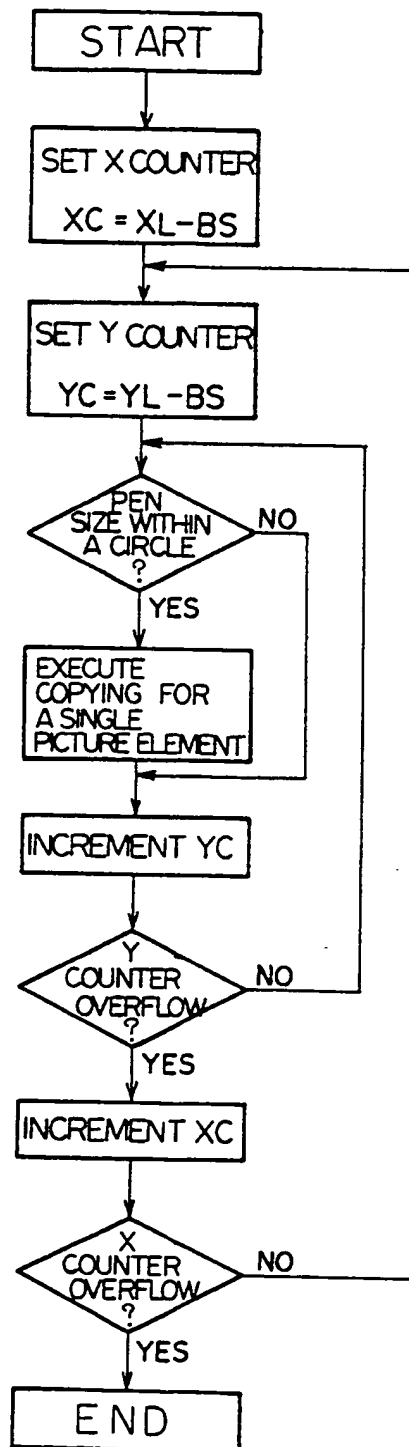 START
SET X COUNTER
XC = XL-BS
SET Y COUNTER
YC = YL-BS
PEN
SIZE WITHIN
A CIRCLE
?
NO
YES
EXECUTE
COPYING FOR
A SINGLE
PICTURE ELEMENT
INCREMENT YC
Y
COUNTER
OVERFLOW
?
NO
YES
INCREMENT XC
X
COUNTER
OVERFLOW
?
NO
YES
END